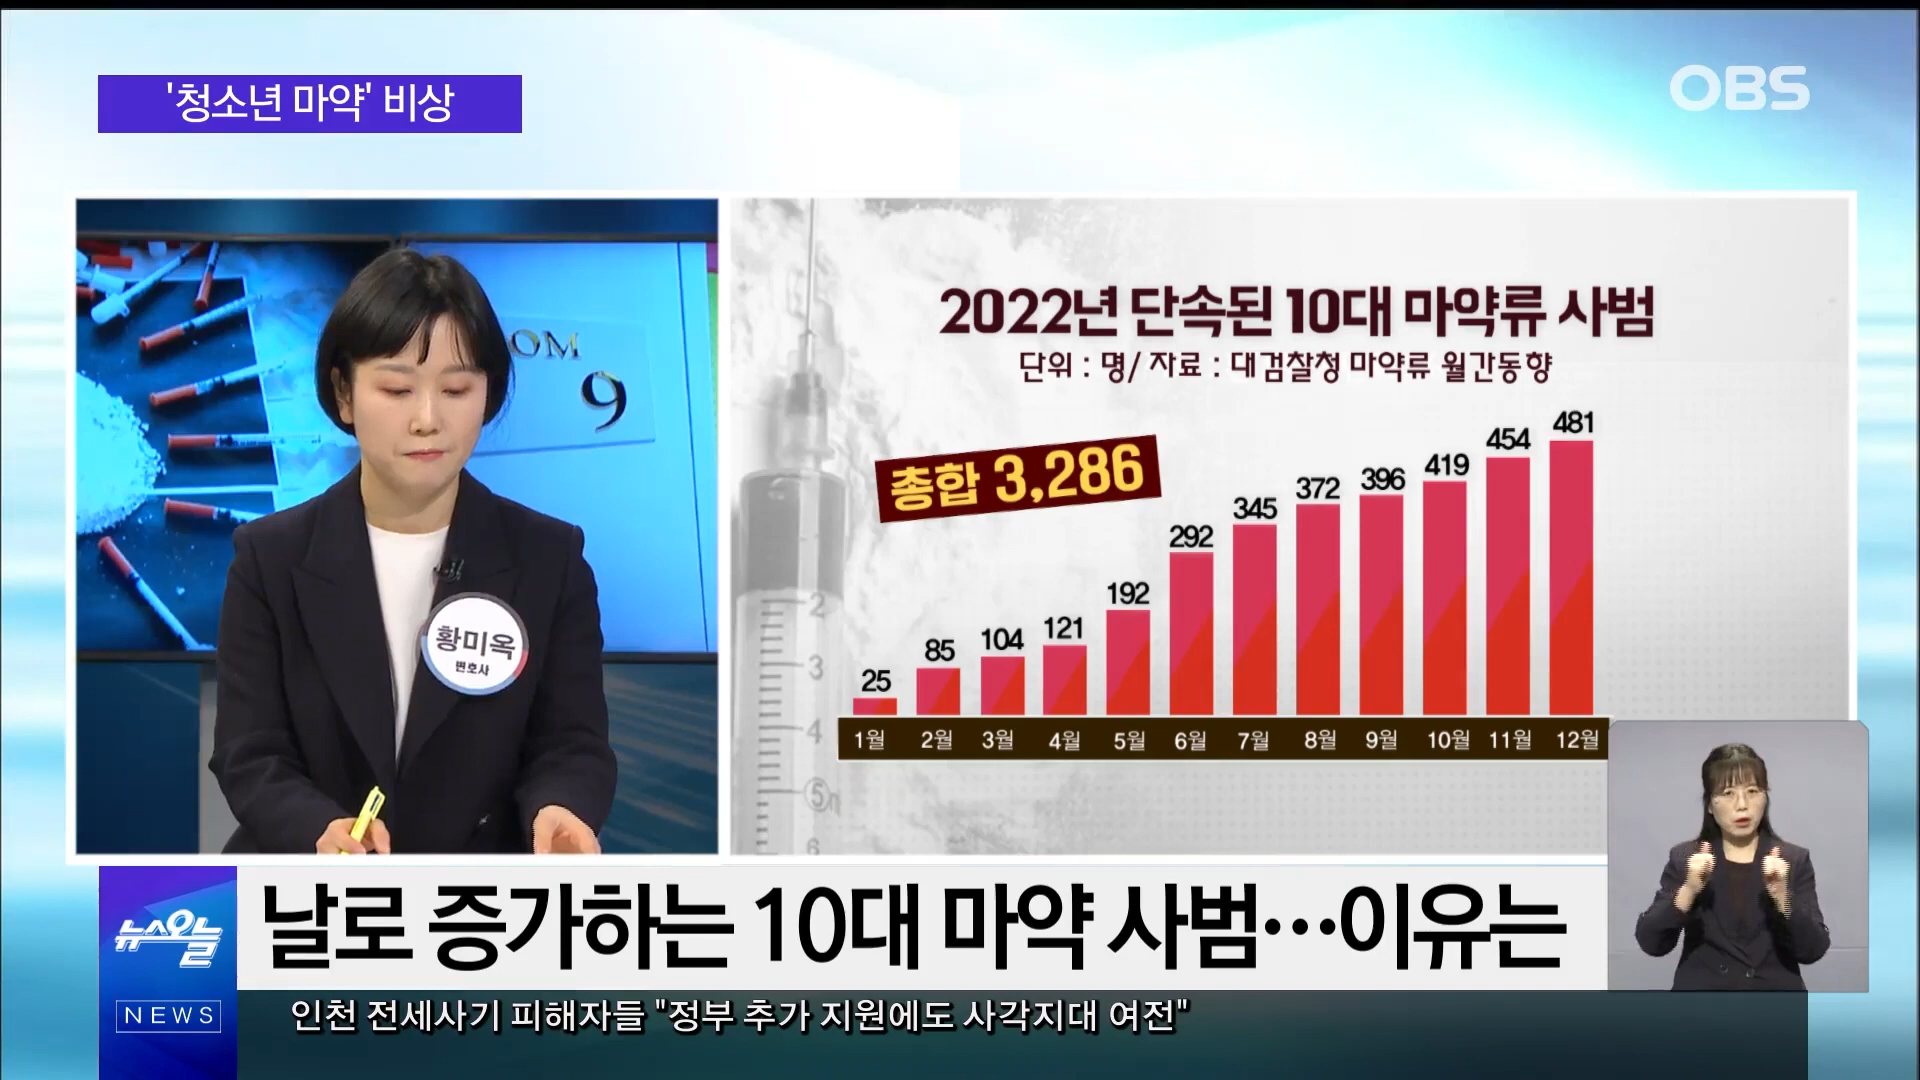 '청소년 마약' 비상
OBS
OM
9
황미옥
변호사
2022년 단속된 10대 마약류 사범
단위 : 명/ 자료 : 대검찰청 마약류 월간동향
총합 3,286
25
85
104
121
192
292
345
372
396
419
454
481
1월 2월 3월 4월 5월 6월 7월 8월 9월 10월 11월 12월
2
3
4
5
6
뉴스오늘
NEWS
날로 증가하는 10대 마약 사범…이유는
인천 전세사기 피해자들 "정부 추가 지원에도 사각지대 여전"